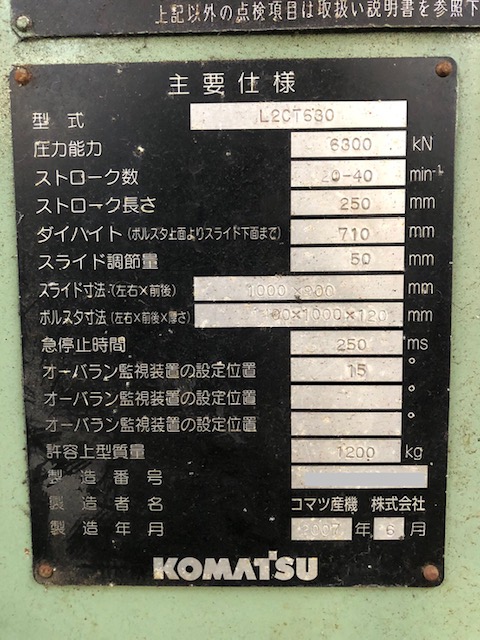 上記以外の点検項目は取扱い説明書を参照下
主要仕様
型式 L2CT630
圧力能力 6300 kN
ストローク数 20-40 min⁻¹
ストローク長さ 250 mm
ダイハイト(ボルスタ上面よりスライド下面まで) 710 mm
スライド調節量 50 mm
スライド寸法(左右×前後) 1000×900 mm
ボルスタ寸法(左右×前後×厚さ) 00×1000×120 mm
急停止時間 250 ms
オーバラン監視装置の設定位置 15 °
オーバラン監視装置の設定位置 °
オーバラン監視装置の設定位置 °
許容上型質量 1200 kg
製造番号
製造者名 コマツ産機 株式会社
製造年月 2007 年 6 月
KOMATSU